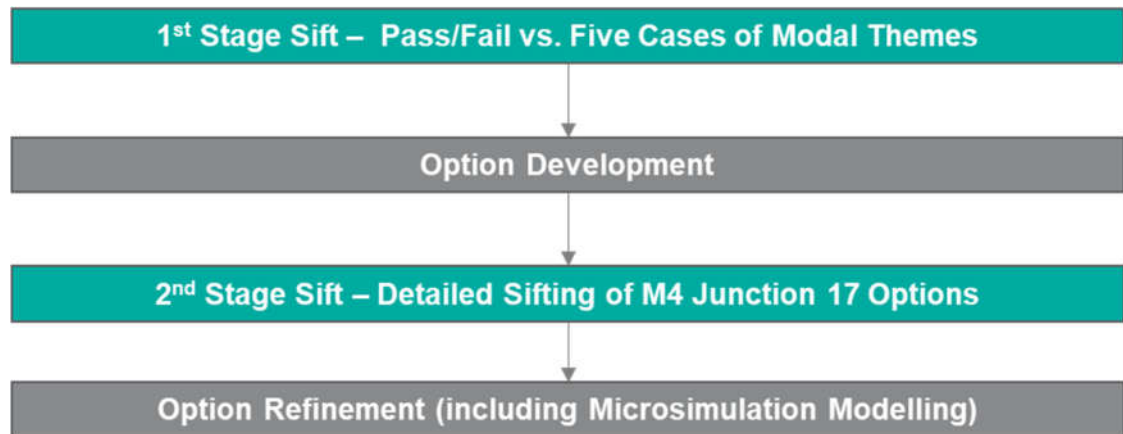 1st Stage Sift – Pass/Fail vs. Five Cases of Modal Themes
Option Development
2nd Stage Sift – Detailed Sifting of M4 Junction 17 Options
Option Refinement (including Microsimulation Modelling)